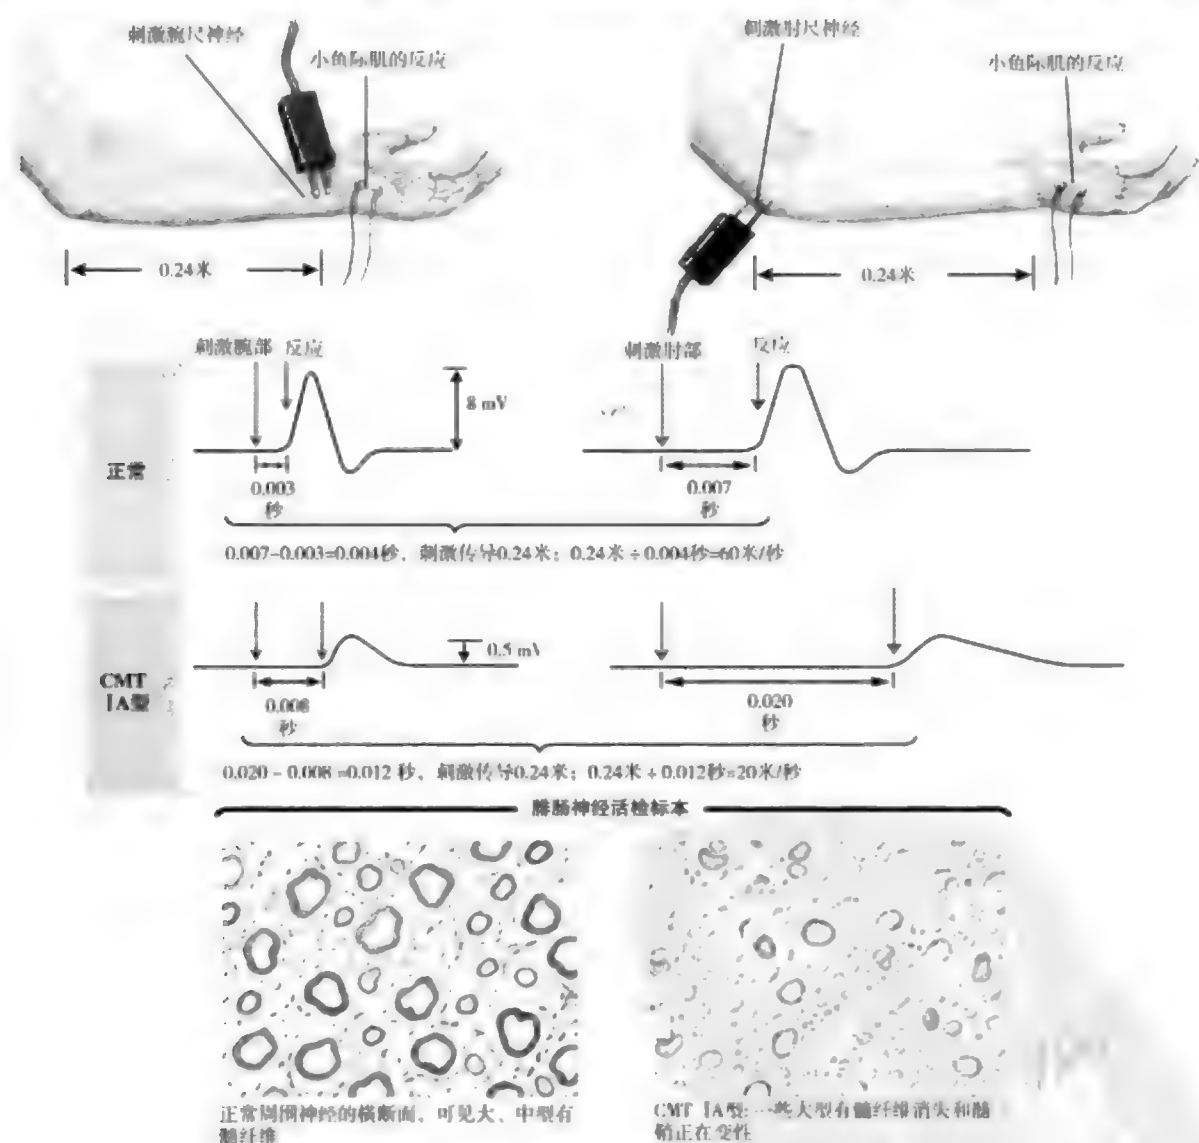 刺激腕尺神经
小鱼际肌的反应
0.24米
刺激肘尺神经
小鱼际肌的反应
0.24米
刺激腕部 反应
8 mV
0.003
秒
刺激肘部 反应
0.007
秒
正常
0.007-0.003=0.004秒，刺激传导0.24米；0.24米÷0.004秒=60米/秒
0.5 mV
CMT
ⅠA型
0.008
秒
0.020
秒
0.020 - 0.008 =0.012 秒，刺激传导0.24米；0.24米÷0.012秒=20米/秒
腓肠神经活检标本
正常周围神经的横断面，可见大、中型有
髓纤维
CMT ⅠA型：一些大型有髓纤维消失和髓
鞘正在变性